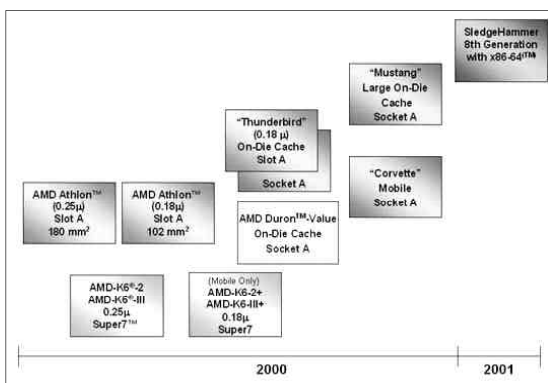 SledgeHammer
8th Generation
with x86-64(TM)
“Mustang”
Large On-Die
Cache
Socket A
“Thunderbird”
(0.18 μ)
On-Die Cache
Slot A
Socket A
“Corvette”
Mobile
Socket A
AMD Athlon™
(0.25μ)
Slot A
180 mm²
AMD Athlon™
(0.18μ)
Slot A
102 mm²
AMD Duron™-Value
On-Die Cache
Socket A
AMD-K6®-2
AMD-K6®-III
0.25μ
Super7™
(Mobile Only)
AMD-K6-2+
AMD-K6-III+
0.18μ
Super7
2000
2001